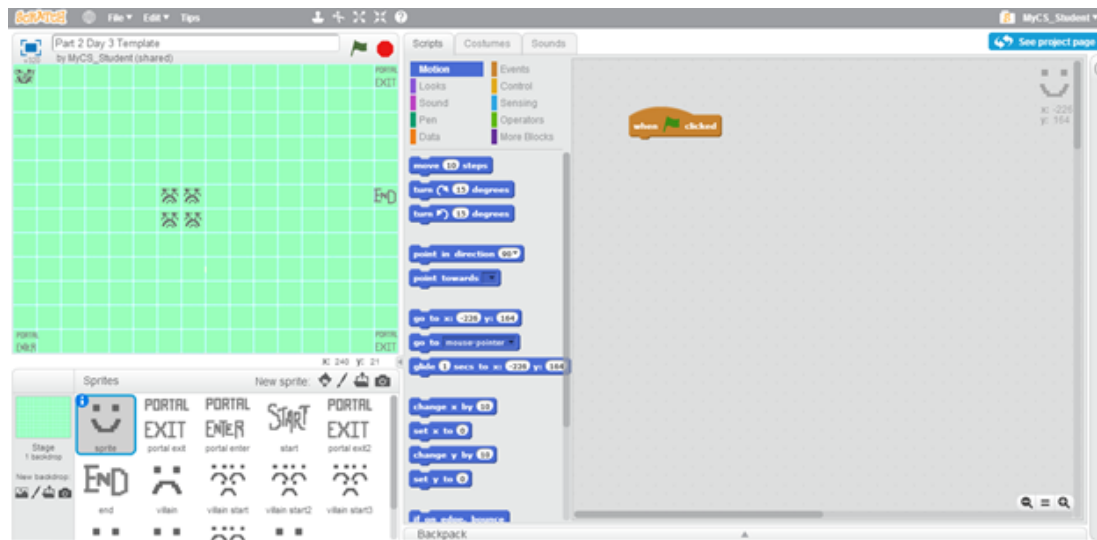 SCRATCH File▼ Edit▼ Tips MyCS_Student▼
Part 2 Day 3 Template
by MyCS_Student (shared)
Scripts Costumes Sounds
See project page
PORTAL
EXIT
Motion Events
Looks Control
Sound Sensing
Pen Operators
Data More Blocks
when clicked
x: -226
y: 164
move 10 steps
turn 15 degrees
turn 15 degrees
END
point in direction 90▼
point towards
go to x: -226 y: 164
go to mouse-pointer
glide 1 secs to x: -226 y: 164
PORTAL
ENTER
PORTAL
EXIT
X: 240 Y: 21
Sprites New sprite:
change x by 10
set x to 0
change y by 10
set y to 0
if on edge, bounce
Stage
1 backdrop
New backdrop:
sprite
PORTAL
EXIT
portal exit
PORTAL
ENTER
portal enter
START
start
PORTAL
EXIT
portal exit2
END
end
villain
villain start
villain start2
villain start3
Backpack